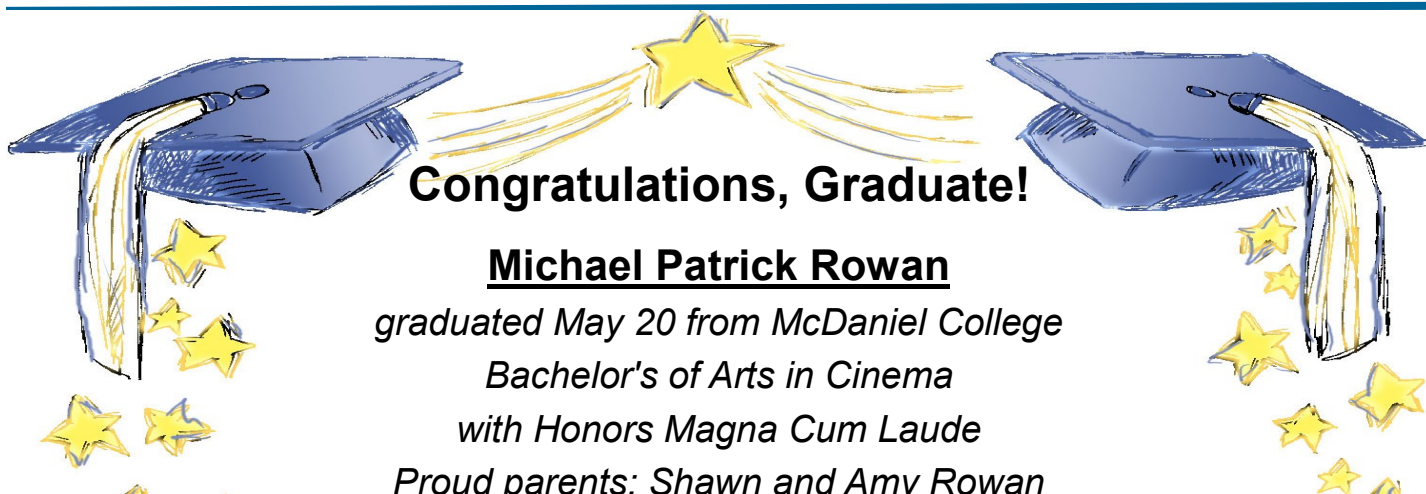 Congratulations, Graduate!
Michael Patrick Rowan
graduated May 20 from McDaniel College
Bachelor's of Arts in Cinema
with Honors Magna Cum Laude
Proud parents: Shawn and Amy Rowan